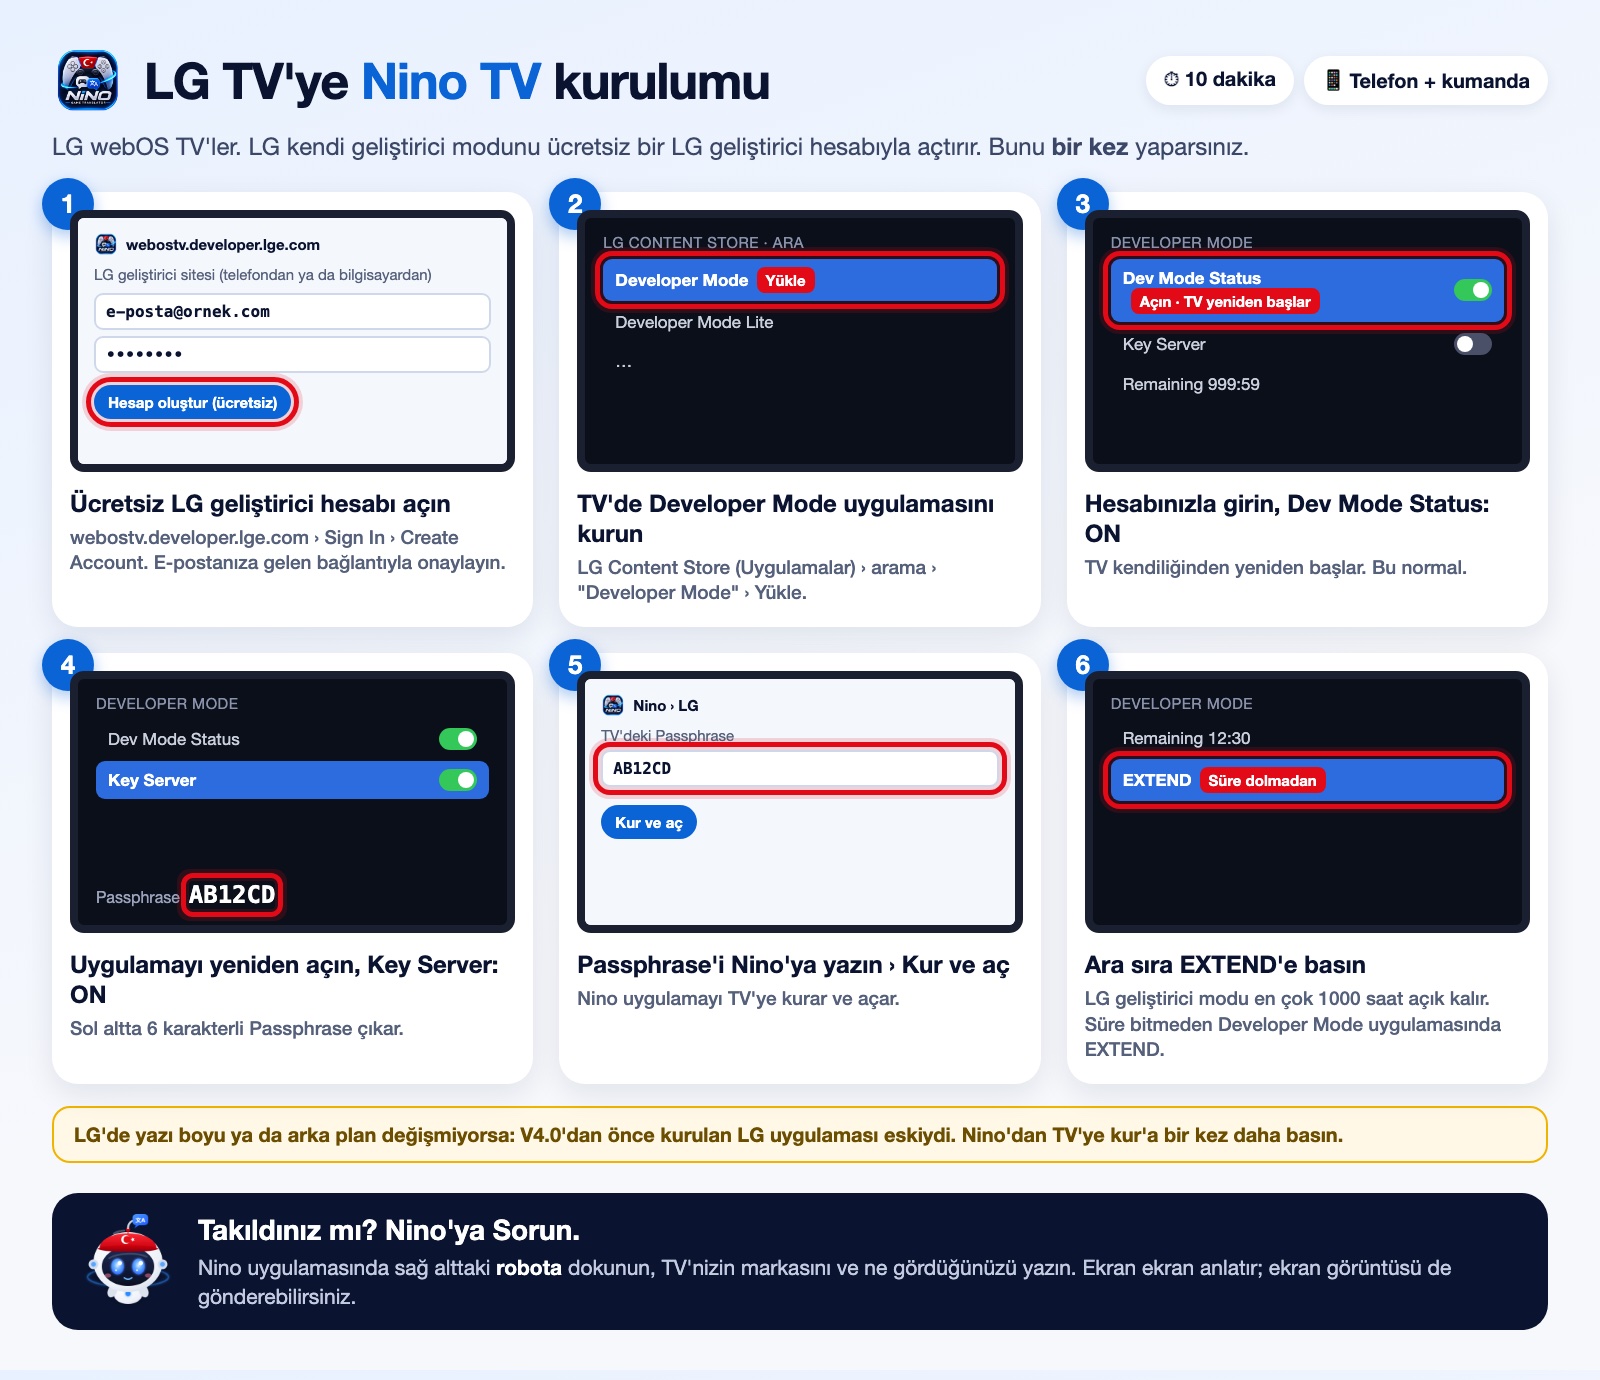 NiNO
LG TV'ye Nino TV kurulumu
10 dakika
Telefon + kumanda
LG webOS TV'ler. LG kendi geliştirici modunu ücretsiz bir LG geliştirici hesabıyla açtırır. Bunu bir kez yaparsınız.
1
webostv.developer.lge.com
LG geliştirici sitesi (telefondan ya da bilgisayardan)
e-posta@ornek.com
••••••••
Hesap oluştur (ücretsiz)
Ücretsiz LG geliştirici hesabı açın
webostv.developer.lge.com › Sign In › Create
Account. E-postanıza gelen bağlantıyla onaylayın.
2
LG CONTENT STORE · ARA
Developer Mode Yükle
Developer Mode Lite
...
TV'de Developer Mode uygulamasını
kurun
LG Content Store (Uygulamalar) › arama ›
"Developer Mode" › Yükle.
3
DEVELOPER MODE
Dev Mode Status
Açın · TV yeniden başlar
Key Server
Remaining 999:59
Hesabınızla girin, Dev Mode Status:
ON
TV kendiliğinden yeniden başlar. Bu normal.
4
DEVELOPER MODE
Dev Mode Status
Key Server
Passphrase AB12CD
Uygulamayı yeniden açın, Key Server:
ON
Sol altta 6 karakterli Passphrase çıkar.
5
Nino › LG
TV'deki Passphrase
AB12CD
Kur ve aç
Passphrase'i Nino'ya yazın › Kur ve aç
Nino uygulamayı TV'ye kurar ve açar.
6
DEVELOPER MODE
Remaining 12:30
EXTEND Süre dolmadan
Ara sıra EXTEND'e basın
LG geliştirici modu en çok 1000 saat açık kalır.
Süre bitmeden Developer Mode uygulamasında
EXTEND.
LG'de yazı boyu ya da arka plan değişmiyorsa: V4.0'dan önce kurulan LG uygulaması eskiydi. Nino'dan TV'ye kur'a bir kez daha basın.
Takıldınız mı? Nino'ya Sorun.
Nino uygulamasında sağ alttaki robota dokunun, TV'nizin markasını ve ne gördüğünüzü yazın. Ekran ekran anlatır; ekran görüntüsü de
gönderebilirsiniz.